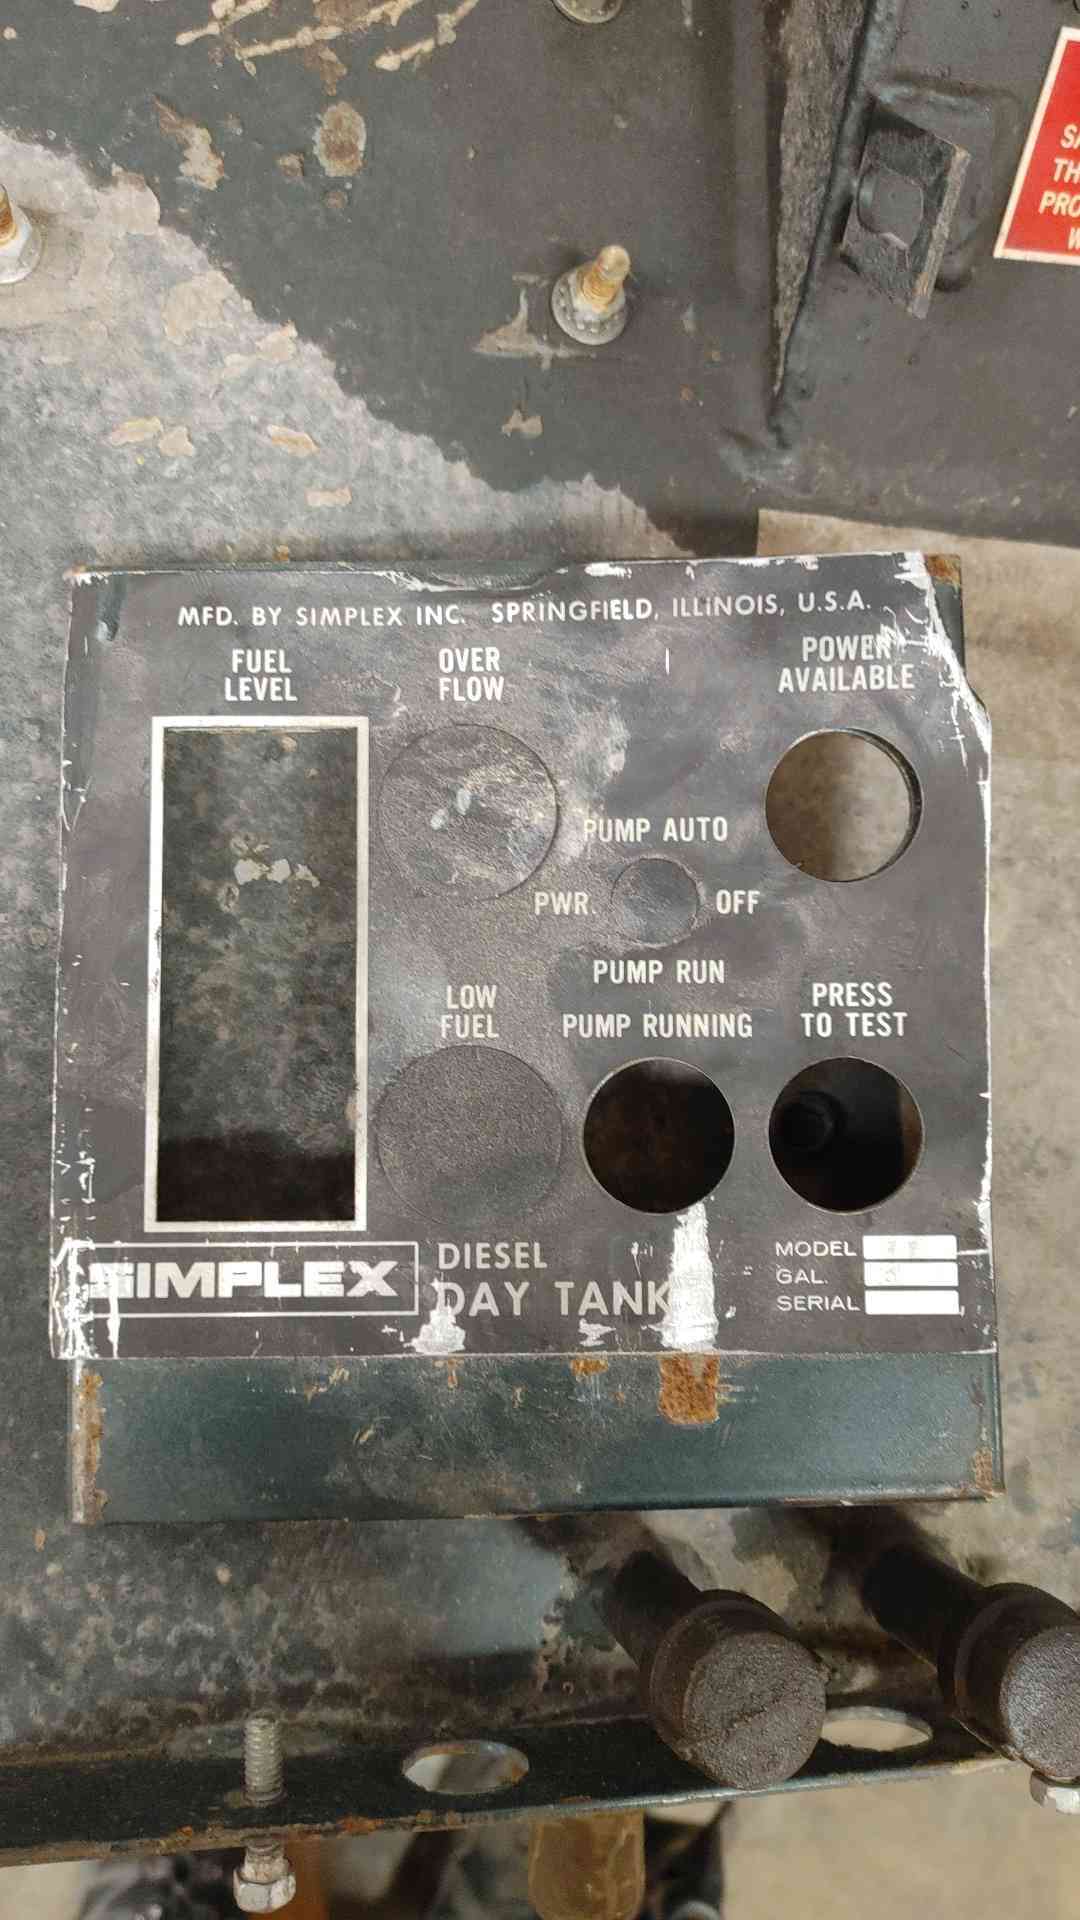 MFD. BY SIMPLEX INC. SPRINGFIELD, ILLINOIS, U.S.A.
FUEL
LEVEL
OVER
FLOW
POWER
AVAILABLE
PUMP AUTO
PWR.
OFF
PUMP RUN
LOW
FUEL
PUMP RUNNING
PRESS
TO TEST
SIMPLEX
DIESEL
DAY TANK
MODEL
GAL.
SERIAL